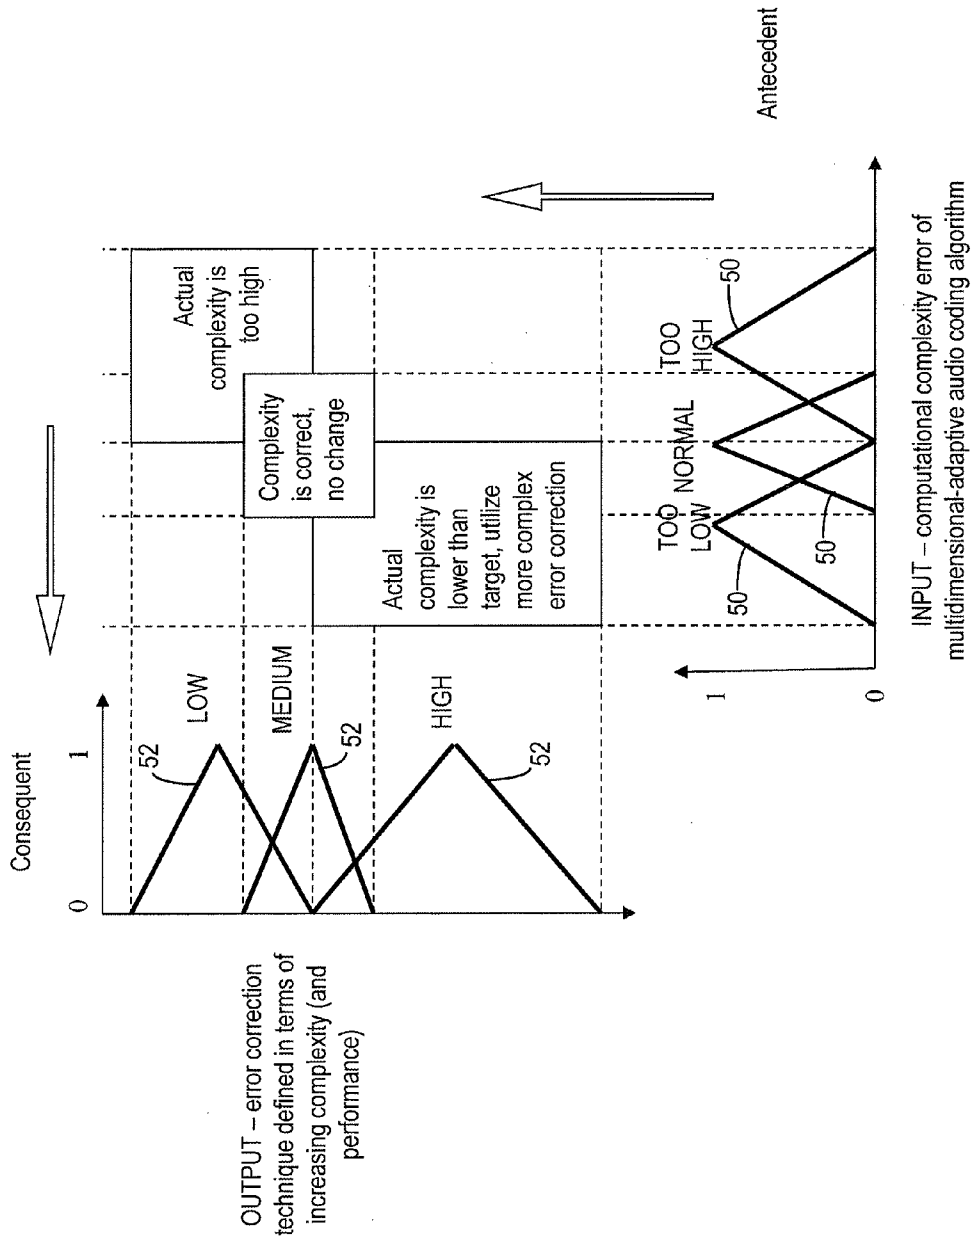 Consequent
0
1
OUTPUT – error correction
technique defined in terms of
increasing complexity (and
performance)
52
LOW
52
MEDIUM
52
HIGH
Actual
complexity is
too high
Complexity
is correct,
no change
Actual
complexity is
lower than
target, utilize
more complex
error correction
1
0
TOO
LOW
NORMAL
TOO
HIGH
50
50
50
Antecedent
INPUT – computational complexity error of
multidimensional-adaptive audio coding algorithm